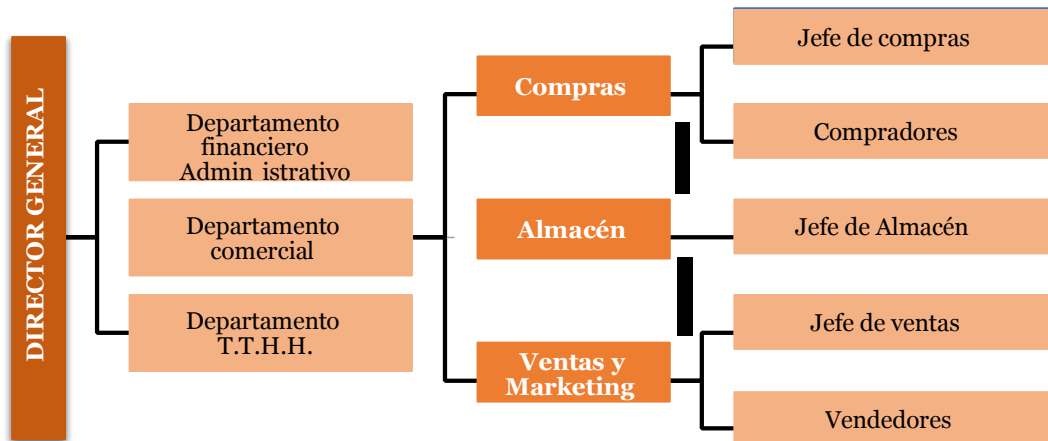 DIRECTOR GENERAL
Departamento
financiero
Admin istrativo
Departamento
comercial
Departamento
T.T.H.H.
Compras
Almacén
Ventas y
Marketing
Jefe de compras
Compradores
Jefe de Almacén
Jefe de ventas
Vendedores